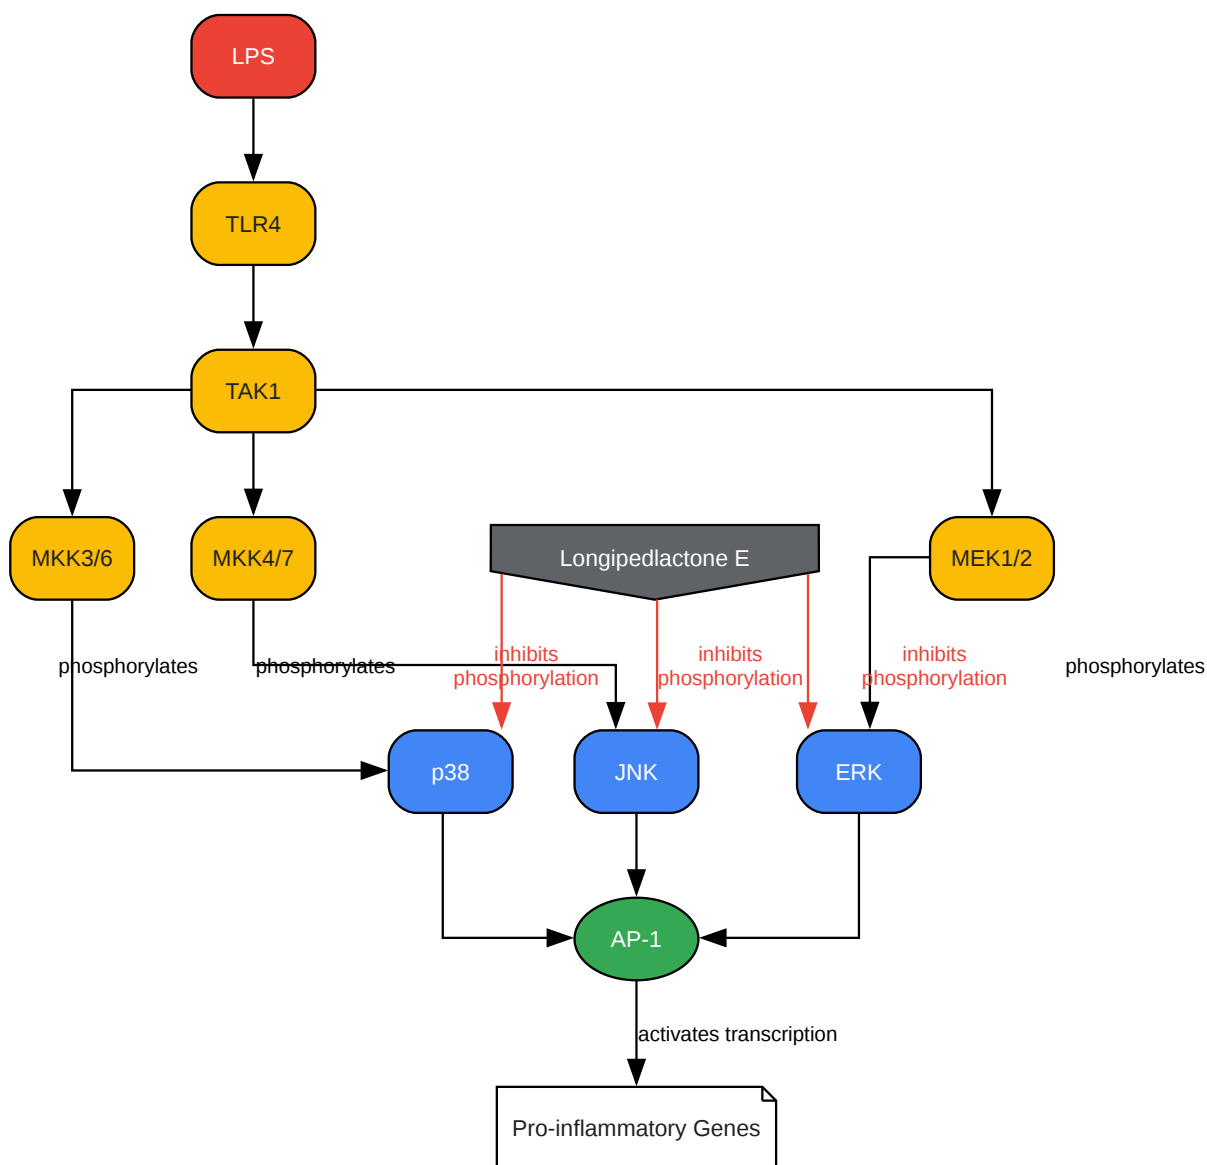 LPS
TLR4
TAK1
MKK3/6
MKK4/7
Longipedlactone E
MEK1/2
phosphorylates
phosphorylates
inhibits
phosphorylation
inhibits
phosphorylation
inhibits
phosphorylation
phosphorylates
p38
JNK
ERK
AP-1
activates transcription
Pro-inflammatory Genes